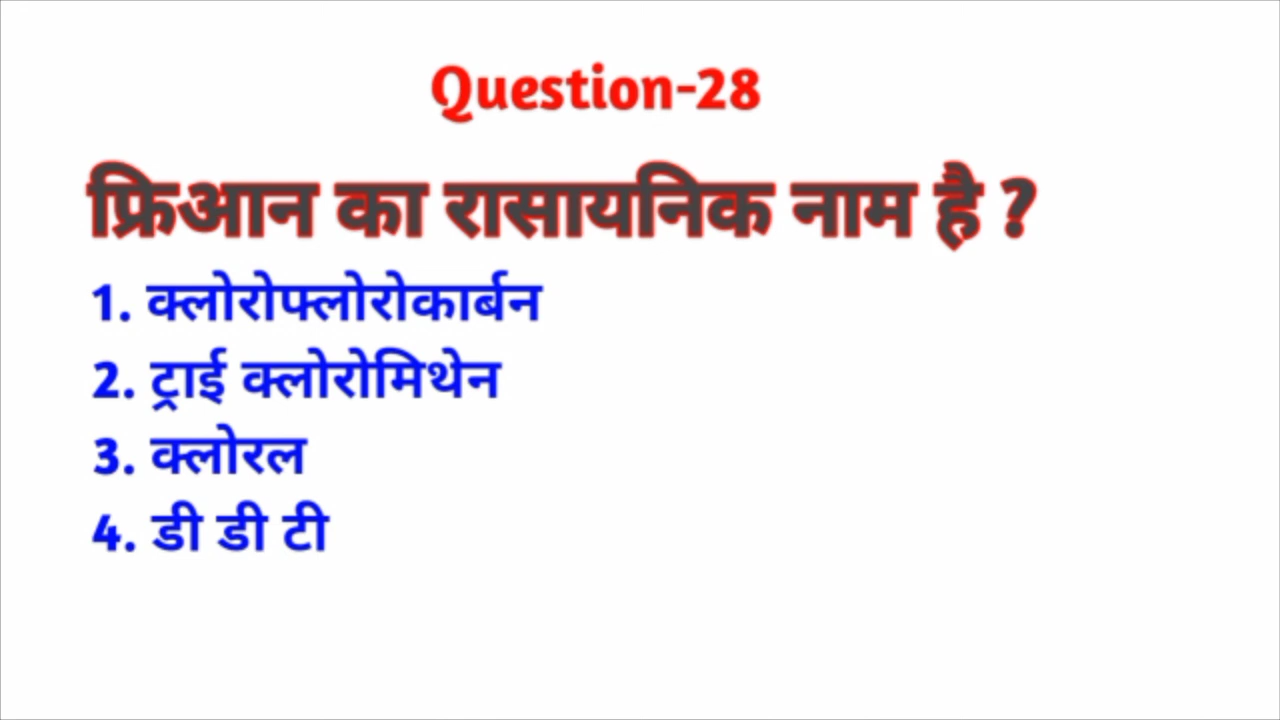 Question-28
फ्रिआन का रासायनिक नाम है ?
1. क्लोरोफ्लोरोकार्बन
2. ट्राई क्लोरोमिथेन
3. क्लोरल
4. डी डी टी